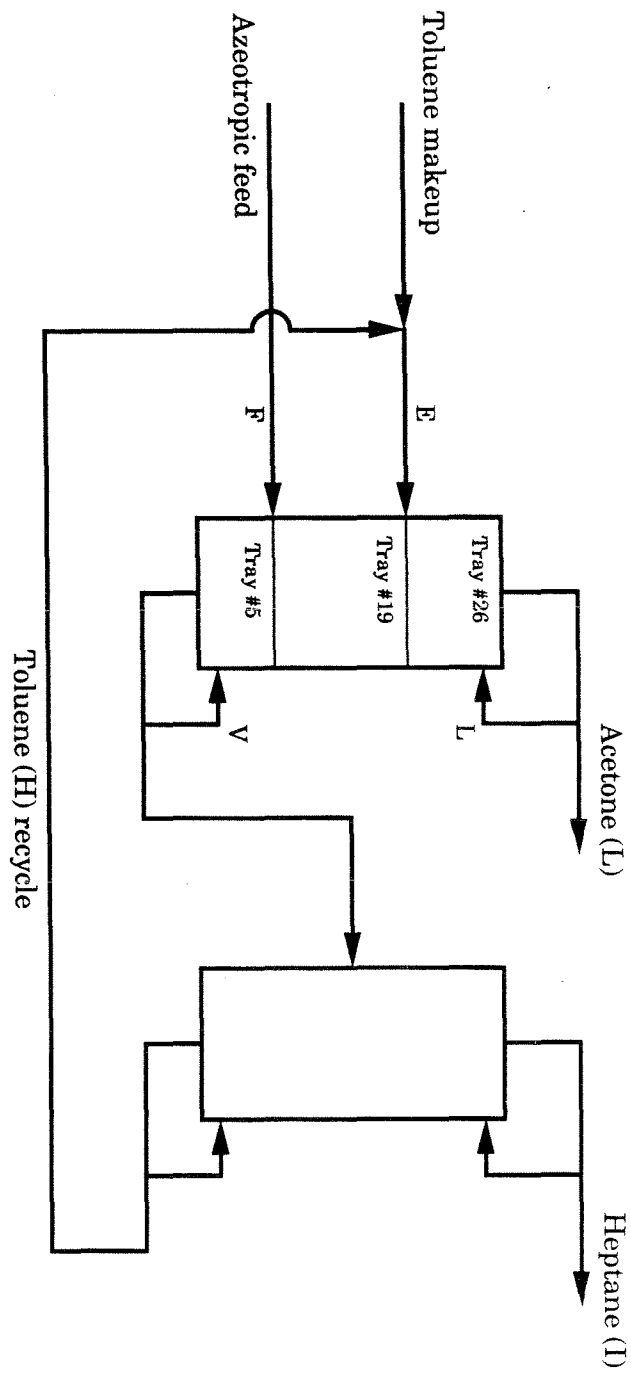 Toluene makeup
Azeotropic feed
E
F
Tray #26
Tray #19
Tray #5
L
V
Acetone (L)
Toluene (H) recycle
Heptane (I)